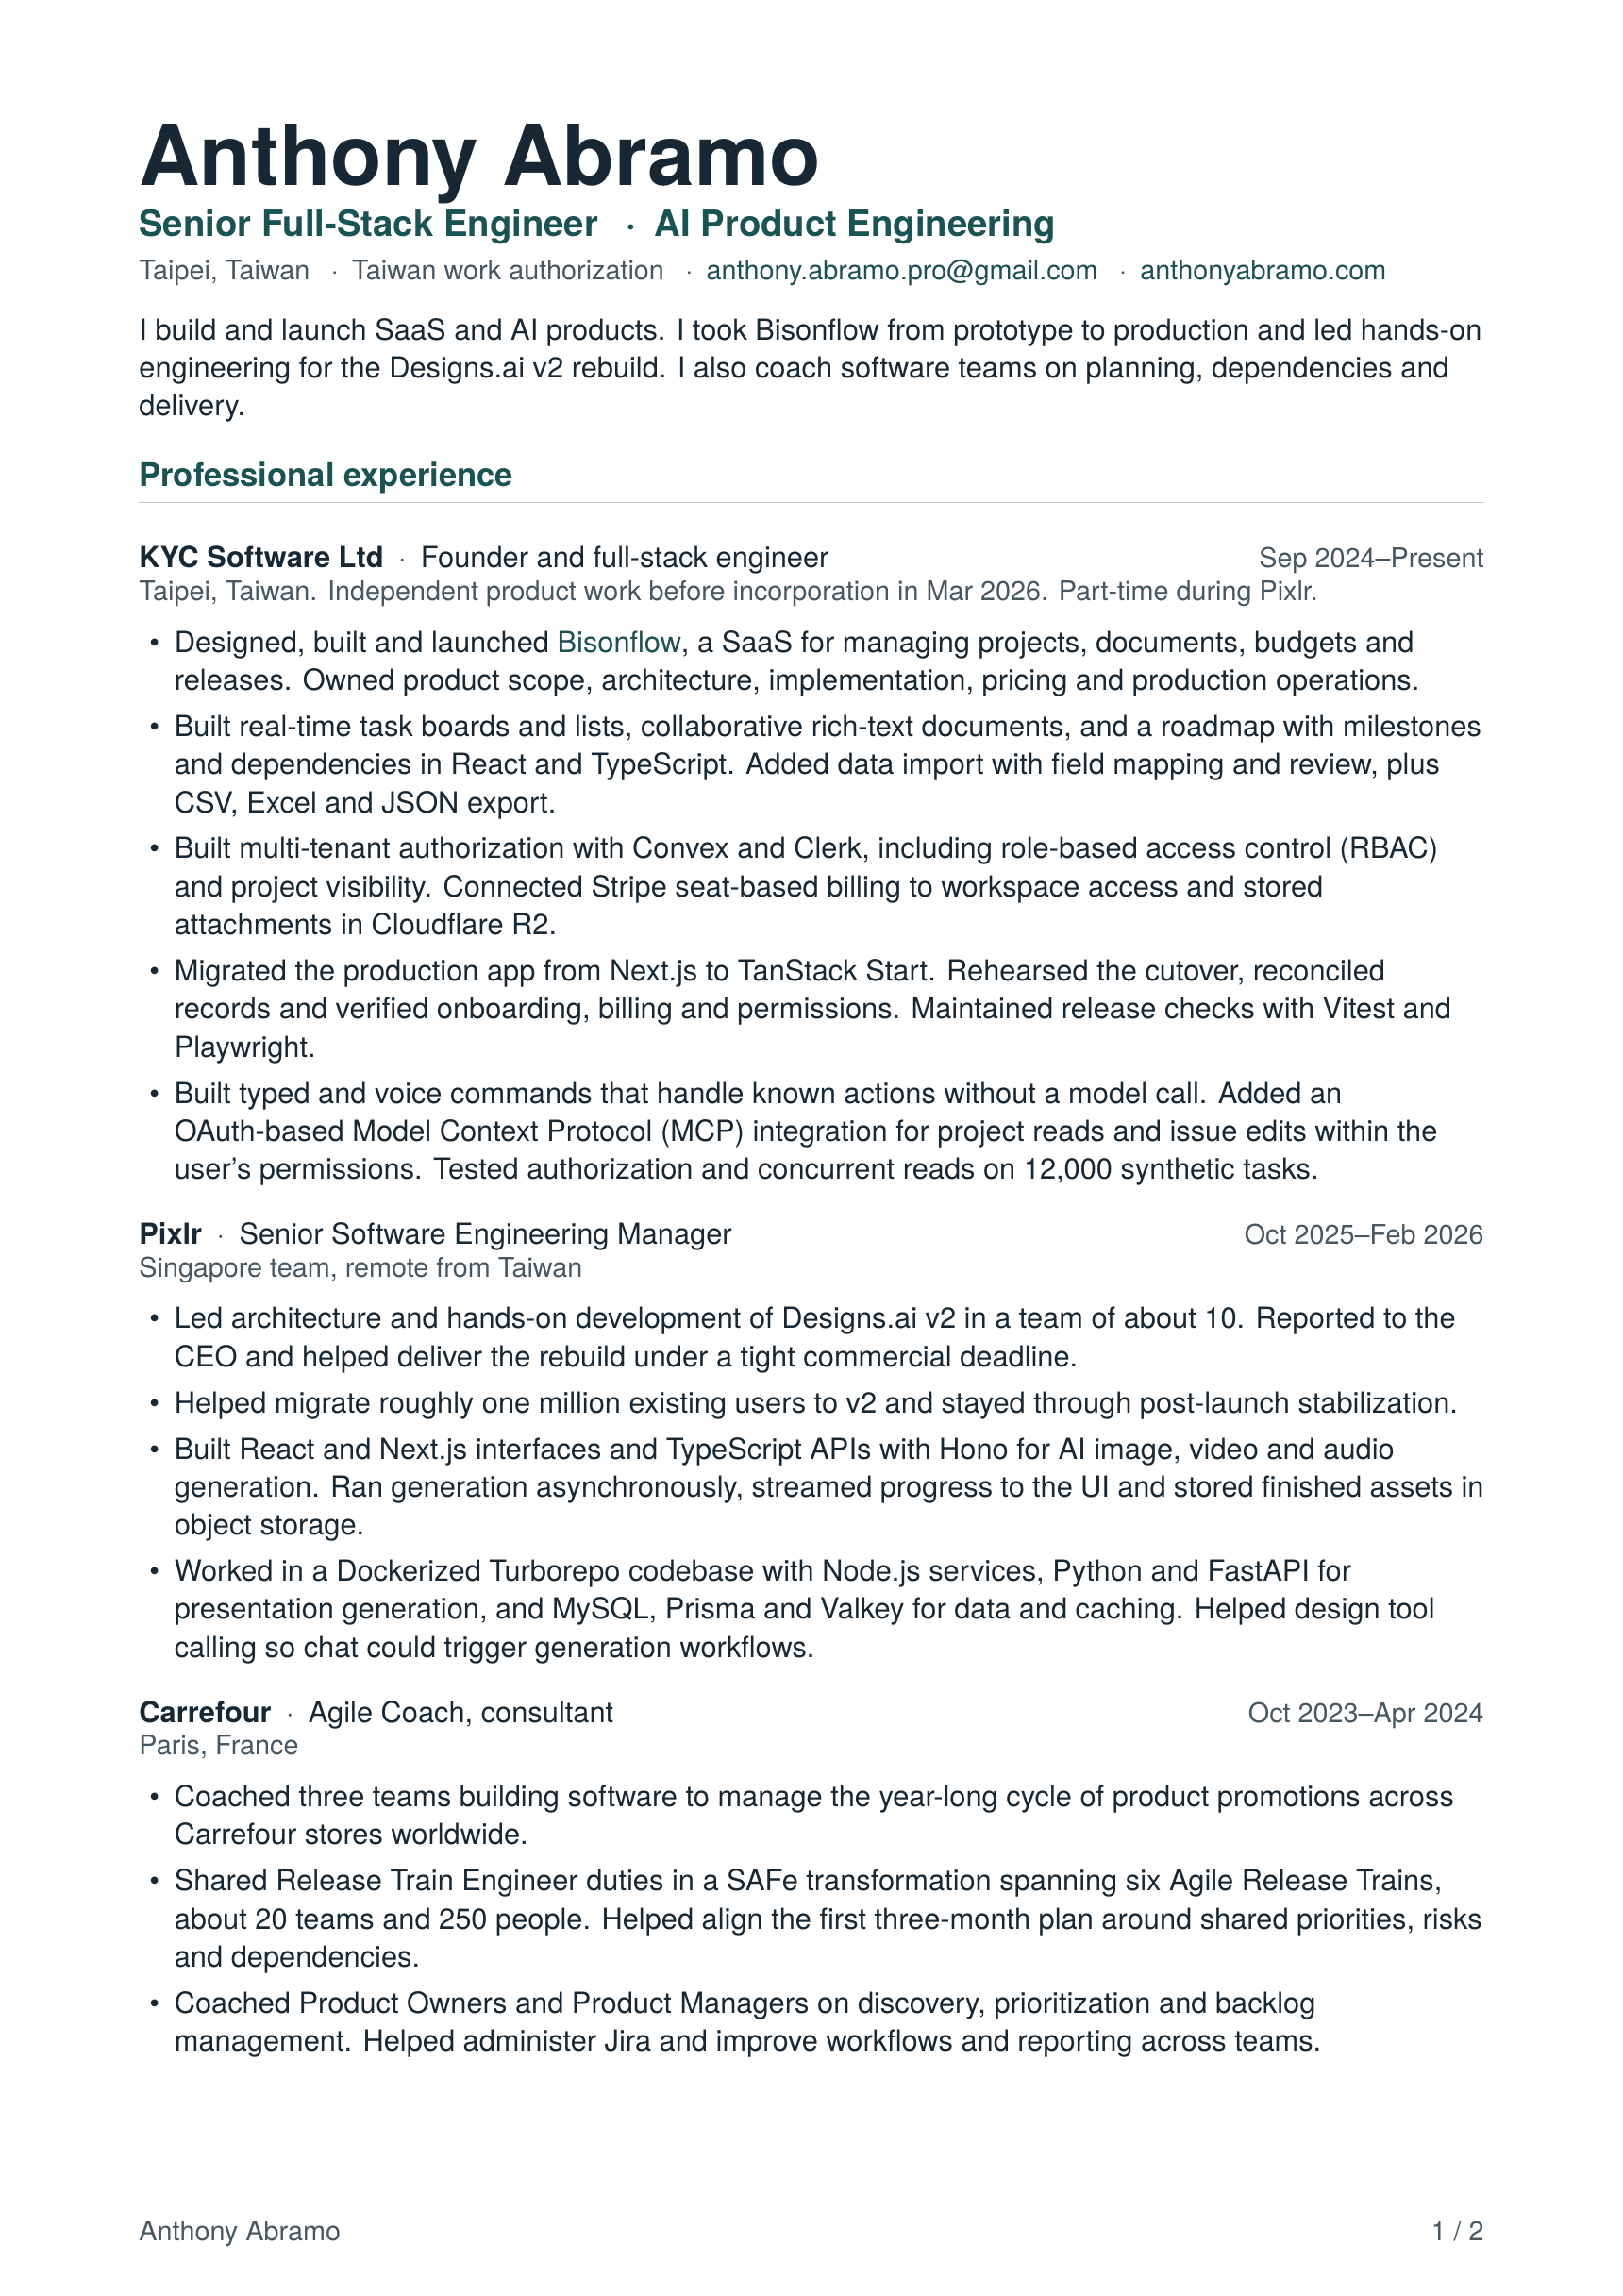 Anthony Abramo
Senior Full-Stack Engineer · AI Product Engineering
Taipei, Taiwan · Taiwan work authorization · anthony.abramo.pro@gmail.com · anthonyabramo.com
I build and launch SaaS and AI products. I took Bisonflow from prototype to production and led hands-on
engineering for the Designs.ai v2 rebuild. I also coach software teams on planning, dependencies and
delivery.
Professional experience
KYC Software Ltd · Founder and full-stack engineer Sep 2024–Present
Taipei, Taiwan. Independent product work before incorporation in Mar 2026. Part-time during Pixlr.
• Designed, built and launched Bisonflow, a SaaS for managing projects, documents, budgets and
releases. Owned product scope, architecture, implementation, pricing and production operations.
• Built real-time task boards and lists, collaborative rich-text documents, and a roadmap with milestones
and dependencies in React and TypeScript. Added data import with field mapping and review, plus
CSV, Excel and JSON export.
• Built multi-tenant authorization with Convex and Clerk, including role-based access control (RBAC)
and project visibility. Connected Stripe seat-based billing to workspace access and stored
attachments in Cloudflare R2.
• Migrated the production app from Next.js to TanStack Start. Rehearsed the cutover, reconciled
records and verified onboarding, billing and permissions. Maintained release checks with Vitest and
Playwright.
• Built typed and voice commands that handle known actions without a model call. Added an
OAuth-based Model Context Protocol (MCP) integration for project reads and issue edits within the
user’s permissions. Tested authorization and concurrent reads on 12,000 synthetic tasks.
Pixlr · Senior Software Engineering Manager Oct 2025–Feb 2026
Singapore team, remote from Taiwan
• Led architecture and hands-on development of Designs.ai v2 in a team of about 10. Reported to the
CEO and helped deliver the rebuild under a tight commercial deadline.
• Helped migrate roughly one million existing users to v2 and stayed through post-launch stabilization.
• Built React and Next.js interfaces and TypeScript APIs with Hono for AI image, video and audio
generation. Ran generation asynchronously, streamed progress to the UI and stored finished assets in
object storage.
• Worked in a Dockerized Turborepo codebase with Node.js services, Python and FastAPI for
presentation generation, and MySQL, Prisma and Valkey for data and caching. Helped design tool
calling so chat could trigger generation workflows.
Carrefour · Agile Coach, consultant Oct 2023–Apr 2024
Paris, France
• Coached three teams building software to manage the year-long cycle of product promotions across
Carrefour stores worldwide.
• Shared Release Train Engineer duties in a SAFe transformation spanning six Agile Release Trains,
about 20 teams and 250 people. Helped align the first three-month plan around shared priorities, risks
and dependencies.
• Coached Product Owners and Product Managers on discovery, prioritization and backlog
management. Helped administer Jira and improve workflows and reporting across teams.
Anthony Abramo 1 / 2